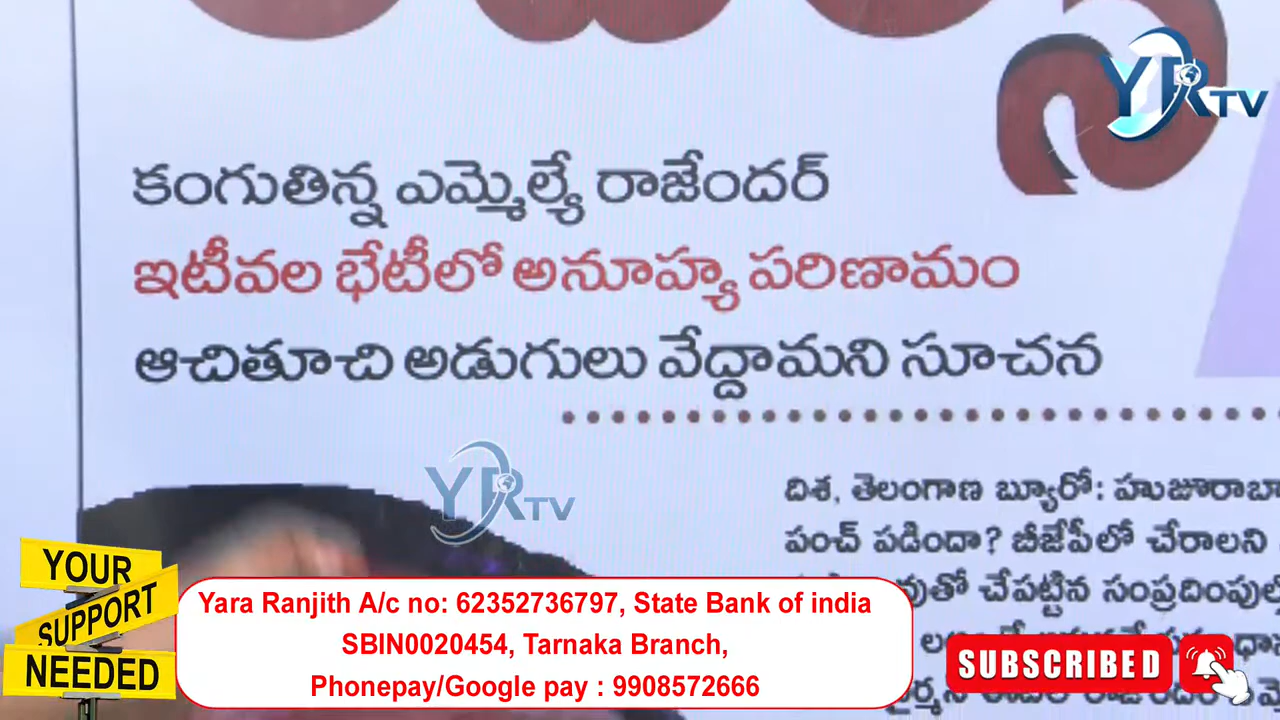 YRTV
కంగుతిన్న ఎమ్మెల్యే రాజేందర్
ఇటీవల భేటీలో అనూహ్య పరిణామం
ఆచితూచి అడుగులు వేద్దామని సూచన
YRTV
దిశ, తెలంగాణ బ్యూరో: హుజూరాబా
పంచ్ పడిందా? బీజేపీలో చేరాలని
వుతో చేపట్టిన సంప్రదింపుల్లో
YOUR
SUPPORT
NEEDED
Yara Ranjith A/c no: 62352736797, State Bank of india
SBIN0020454, Tarnaka Branch,
Phonepay/Google pay : 9908572666
SUBSCRIBED